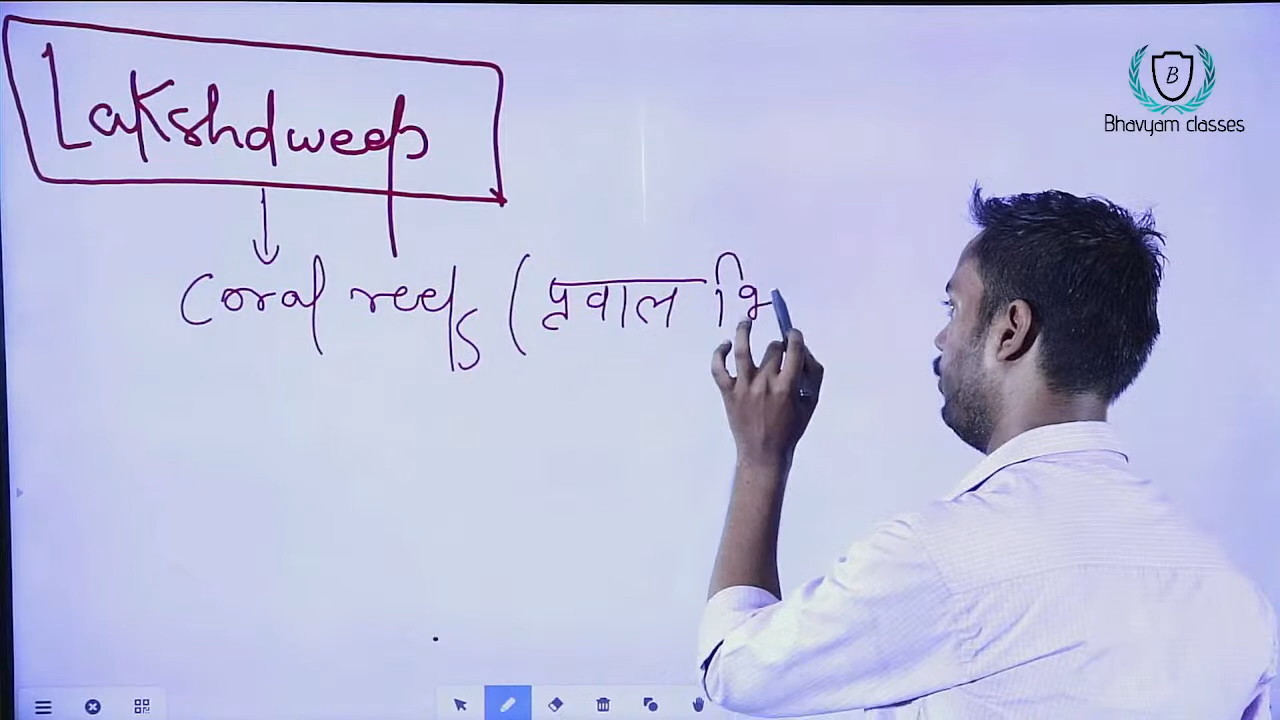 B
Bhavyam classes
Lakshdweep
Coral reefs (प्रवाल भि